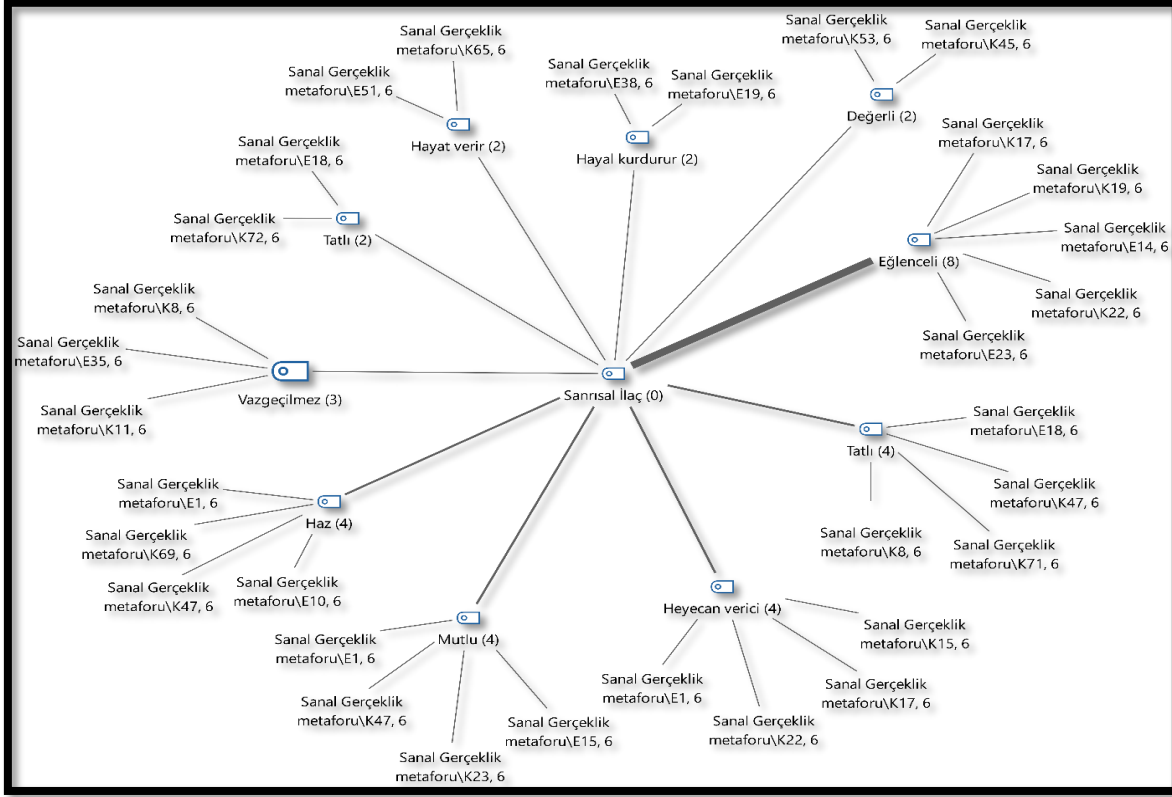 Sanal Gerçeklik
metaforu\K65, 6
Sanal Gerçeklik
metaforu\E51, 6
Hayat verir (2)
Sanal Gerçeklik
metaforu\E38, 6
Sanal Gerçeklik
metaforu\E19, 6
Hayal kurdurur (2)
Sanal Gerçeklik
metaforu\K53, 6
Sanal Gerçeklik
metaforu\K45, 6
Değerli (2)
Sanal Gerçeklik
metaforu\E18, 6
Sanal Gerçeklik
metaforu\K72, 6
Tatlı (2)
Sanal Gerçeklik
metaforu\K17, 6
Sanal Gerçeklik
metaforu\K19, 6
Sanal Gerçeklik
metaforu\E14, 6
Eğlenceli (8)
Sanal Gerçeklik
metaforu\K22, 6
Sanal Gerçeklik
metaforu\E23, 6
Sanal Gerçeklik
metaforu\K8, 6
Sanal Gerçeklik
metaforu\E35, 6
Sanal Gerçeklik
metaforu\K11, 6
Vazgeçilmez (3)
Sanrısal İlaç (0)
Sanal Gerçeklik
metaforu\E18, 6
Tatlı (4)
Sanal Gerçeklik
metaforu\K47, 6
Sanal Gerçeklik
metaforu\K8, 6
Sanal Gerçeklik
metaforu\K71, 6
Sanal Gerçeklik
metaforu\E1, 6
Haz (4)
Sanal Gerçeklik
metaforu\K69, 6
Sanal Gerçeklik
metaforu\K47, 6
Sanal Gerçeklik
metaforu\E10, 6
Mutlu (4)
Sanal Gerçeklik
metaforu\E1, 6
Sanal Gerçeklik
metaforu\K47, 6
Sanal Gerçeklik
metaforu\K23, 6
Sanal Gerçeklik
metaforu\E15, 6
Heyecan verici (4)
Sanal Gerçeklik
metaforu\K15, 6
Sanal Gerçeklik
metaforu\E1, 6
Sanal Gerçeklik
metaforu\K17, 6
Sanal Gerçeklik
metaforu\K22, 6